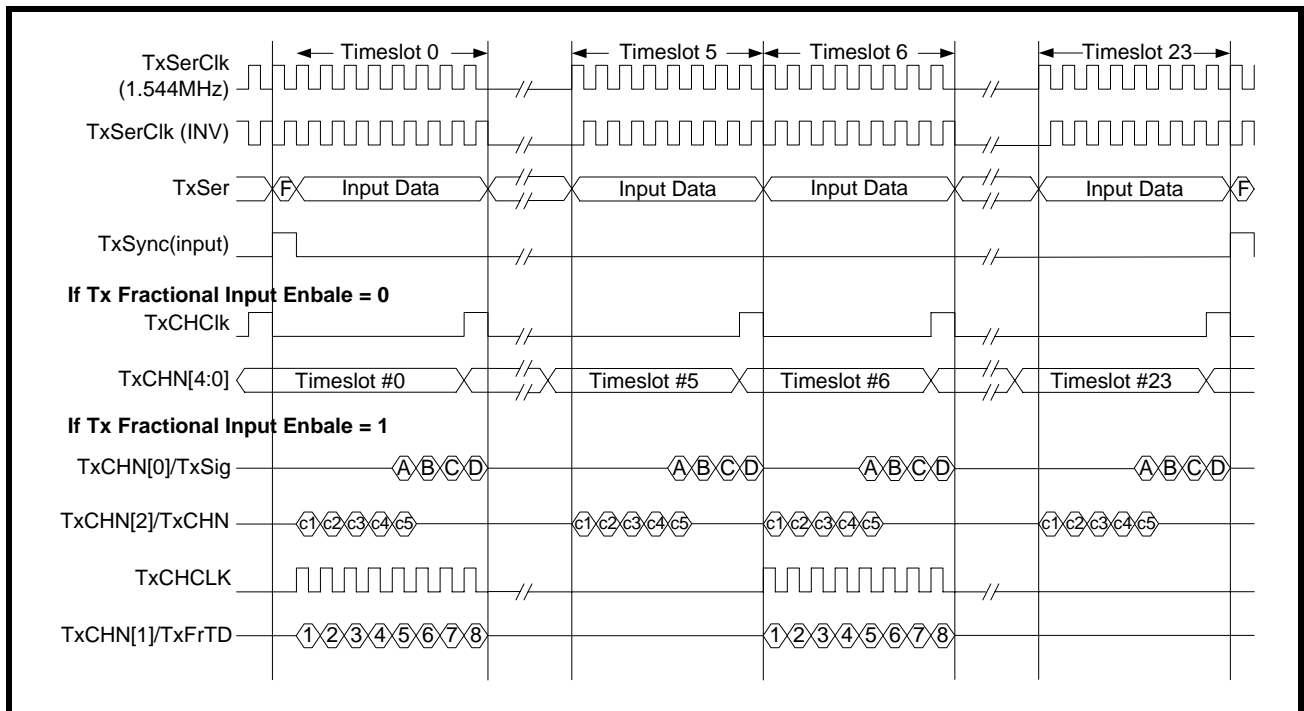 Timeslot 0 Timeslot 5 Timeslot 6 Timeslot 23
TxSerClk
(1.544MHz)
TxSerClk (INV)
TxSer F Input Data Input Data Input Data Input Data F
TxSync(input)
If Tx Fractional Input Enbale = 0
TxCHClk
TxCHN[4:0] Timeslot #0 Timeslot #5 Timeslot #6 Timeslot #23
If Tx Fractional Input Enbale = 1
TxCHN[0]/TxSig A B C D A B C D A B C D A B C D
TxCHN[2]/TxCHN c1 c2 c3 c4 c5 c1 c2 c3 c4 c5 c1 c2 c3 c4 c5 c1 c2 c3 c4 c5
TxCHCLK
TxCHN[1]/TxFrTD 1 2 3 4 5 6 7 8 1 2 3 4 5 6 7 8